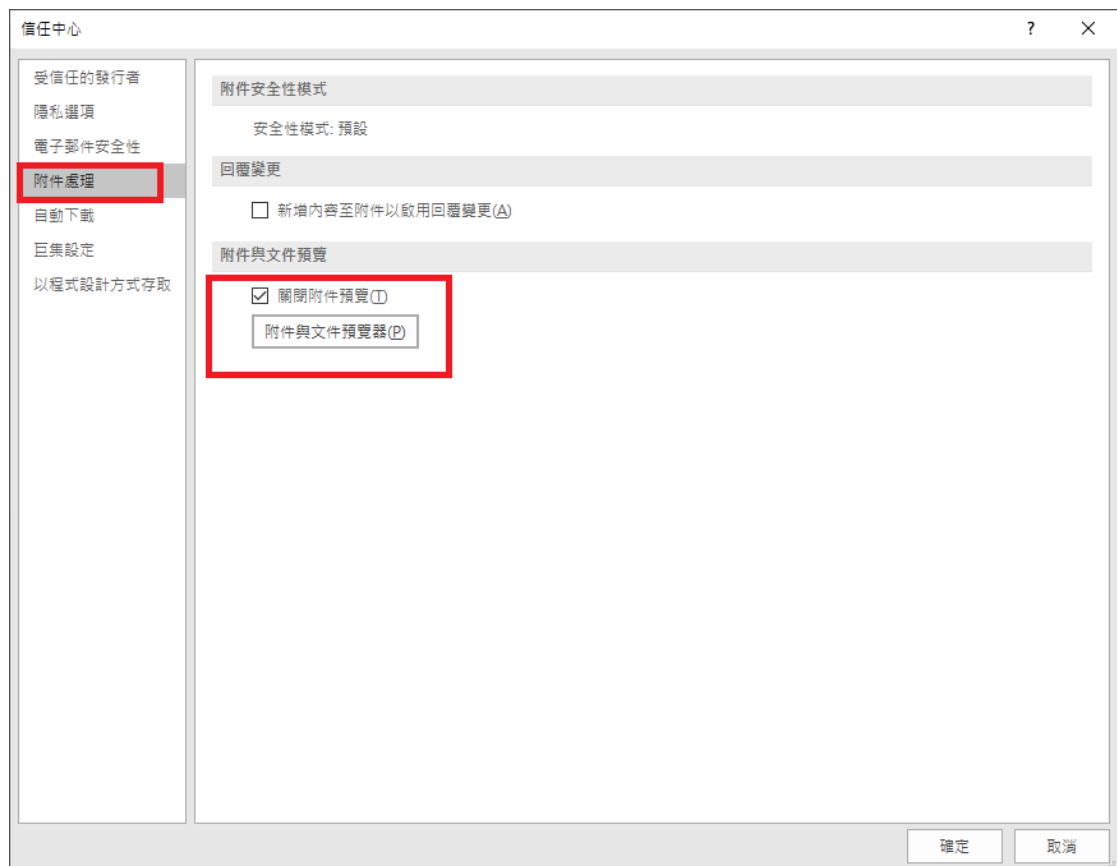 信任中心
受信任的發行者
隱私選項
電子郵件安全性
附件處理
自動下載
巨集設定
以程式設計方式存取
附件安全性模式
安全性模式: 預設
回覆變更
新增內容至附件以啟用回覆變更(A)
附件與文件預覽
關閉附件預覽(T)
附件與文件預覽器(P)
確定
取消